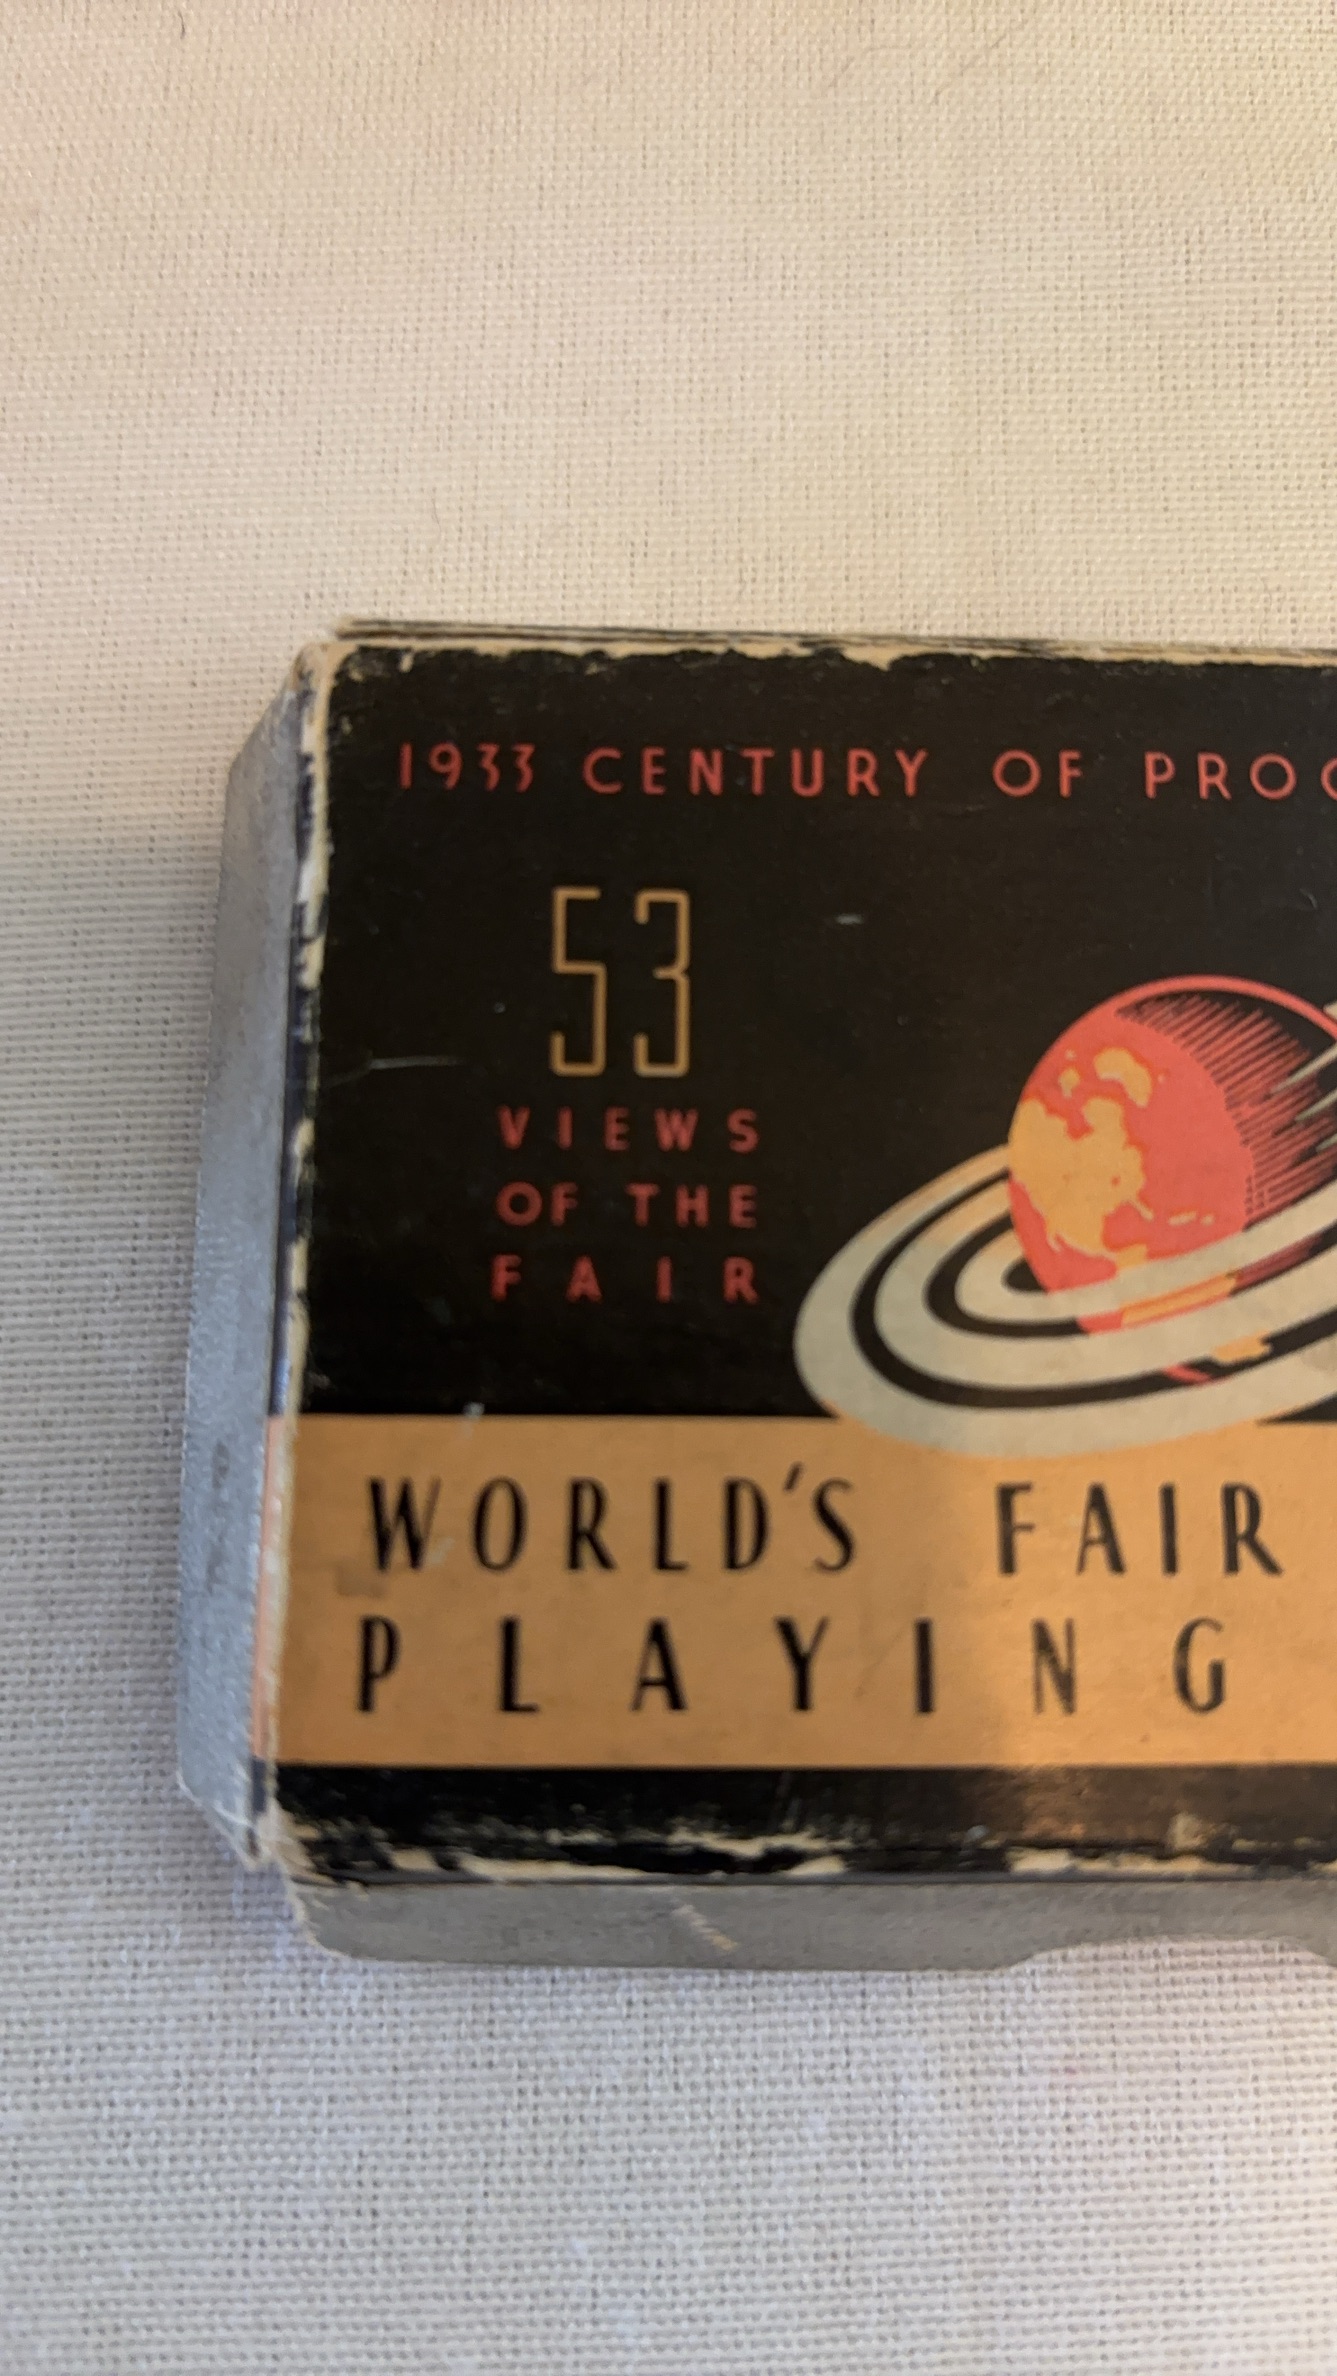 1933 CENTURY OF PROG
53
VIEWS
OF THE
FAIR
WORLD'S FAIR
PLAYING